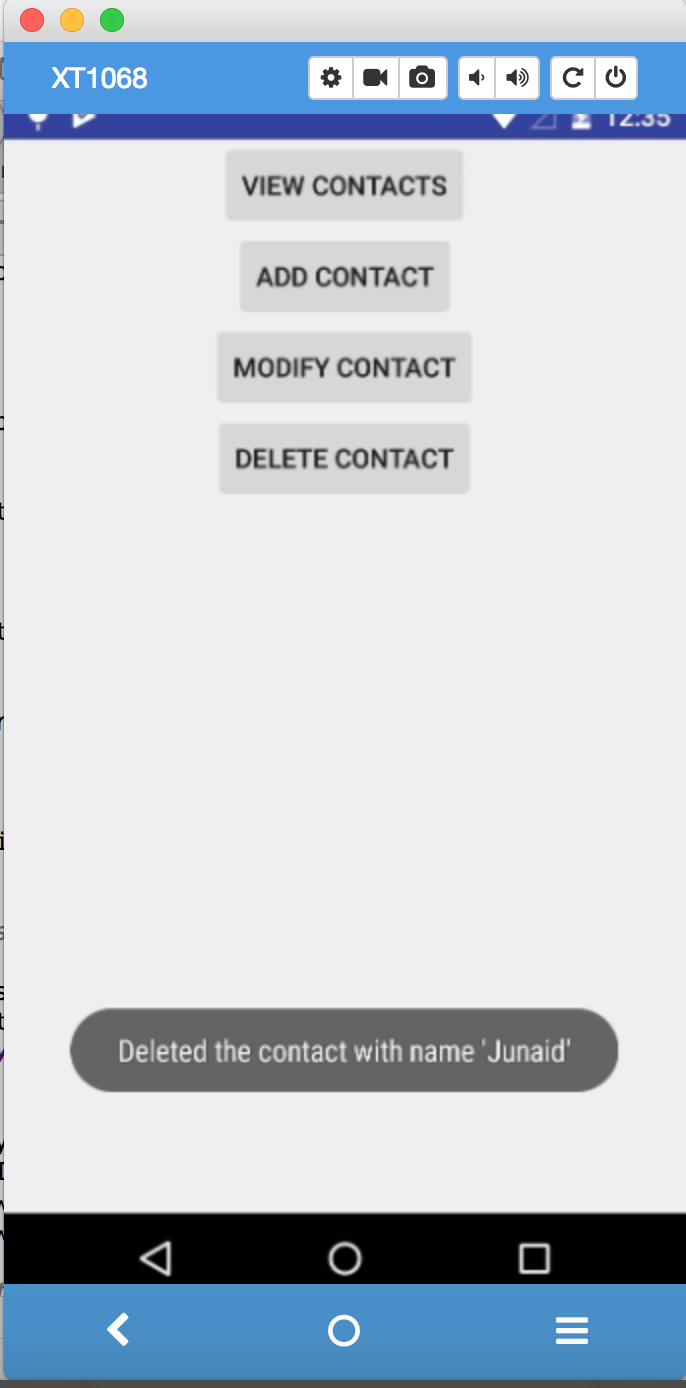 XT1068
12:35
VIEW CONTACTS
ADD CONTACT
MODIFY CONTACT
DELETE CONTACT
Deleted the contact with name 'Junaid'